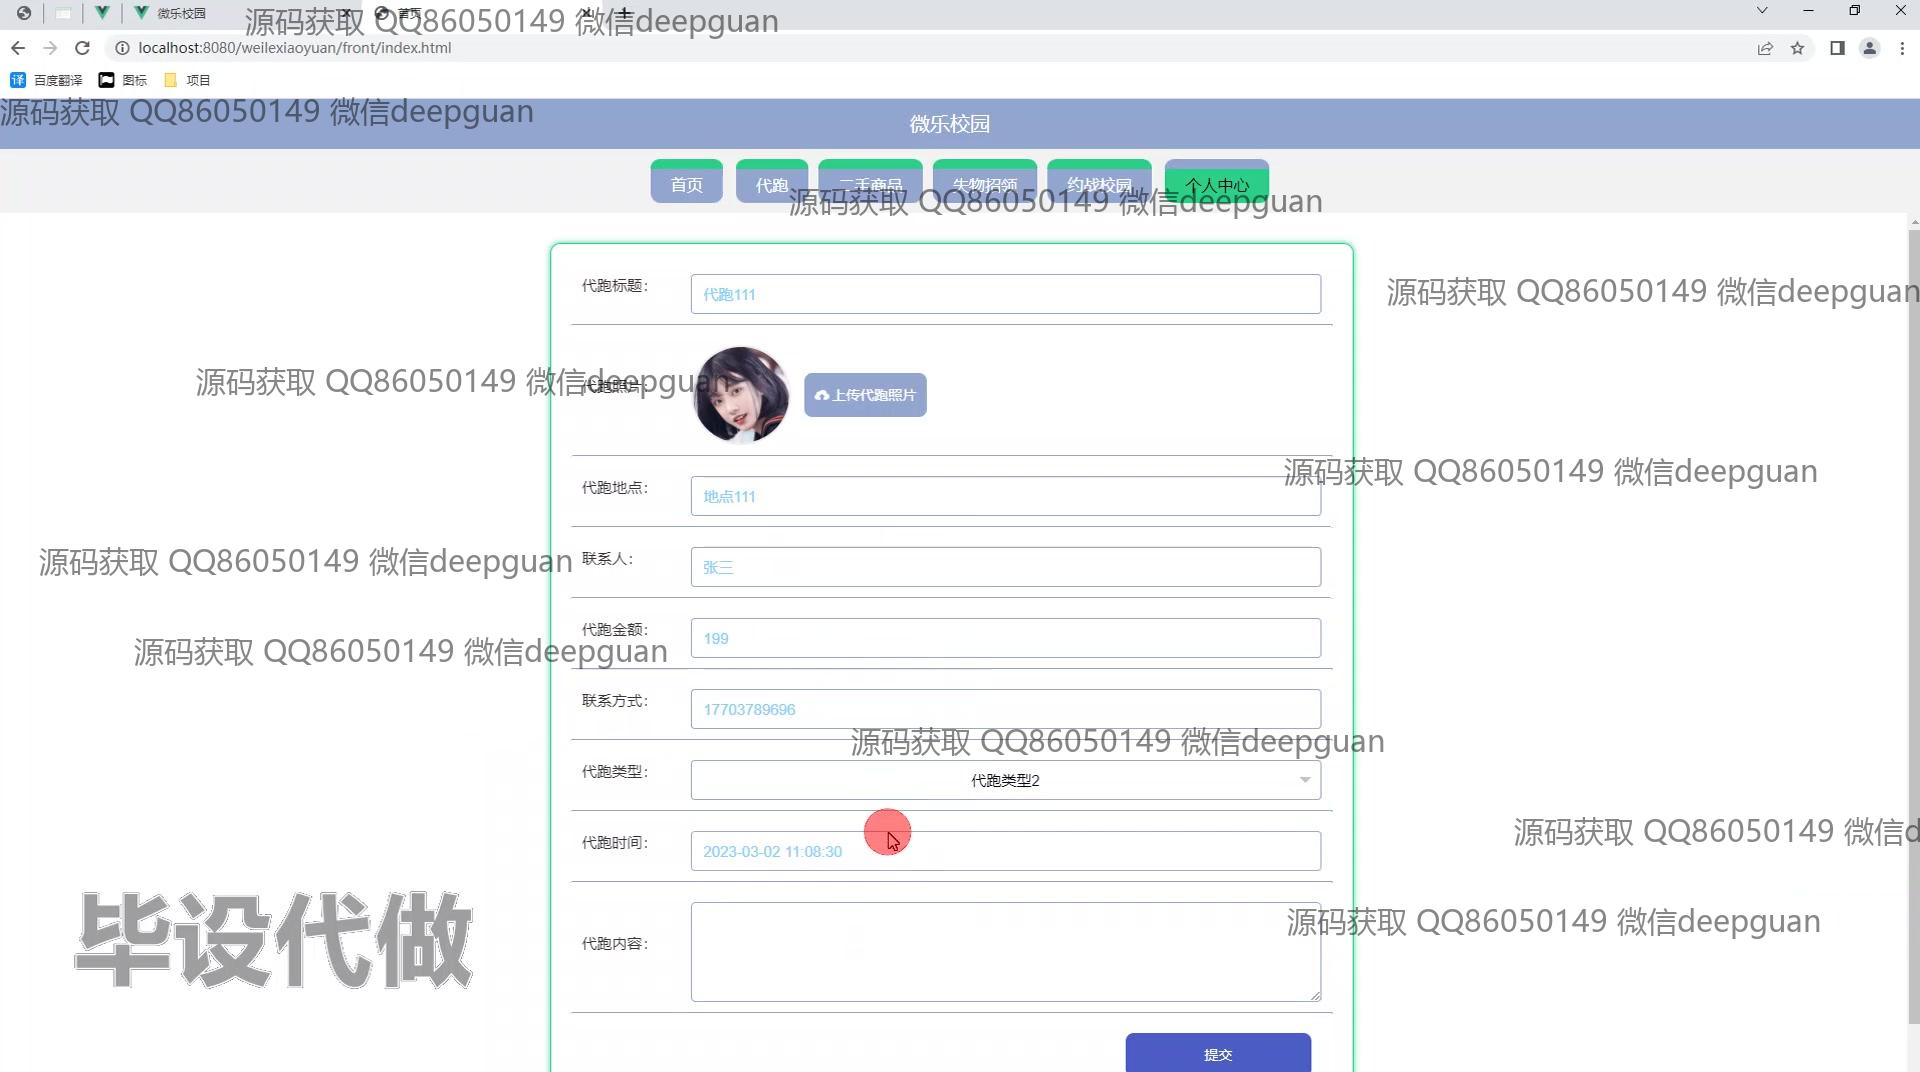 微乐校园
首页
源码获取 QQ86050149 微信deepguan
localhost:8080/weilexiaoyuan/front/index.html
百度翻译
图标
项目
源码获取 QQ86050149 微信deepguan
微乐校园
首页
代跑
二手商品
失物招领
约战校园
个人中心
源码获取 QQ86050149 微信deepguan
代跑标题：
代跑111
源码获取 QQ86050149 微信deepguan
源码获取 QQ86050149 微信deepguan
代跑照片：
上传代跑照片
源码获取 QQ86050149 微信deepguan
代跑地点：
地点111
源码获取 QQ86050149 微信deepguan
联系人：
张三
代跑金额：
199
源码获取 QQ86050149 微信deepguan
联系方式：
17703789696
源码获取 QQ86050149 微信deepguan
代跑类型：
代跑类型2
源码获取 QQ86050149 微信d
代跑时间：
2023-03-02 11:08:30
源码获取 QQ86050149 微信deepguan
代跑内容：
毕设代做
提交